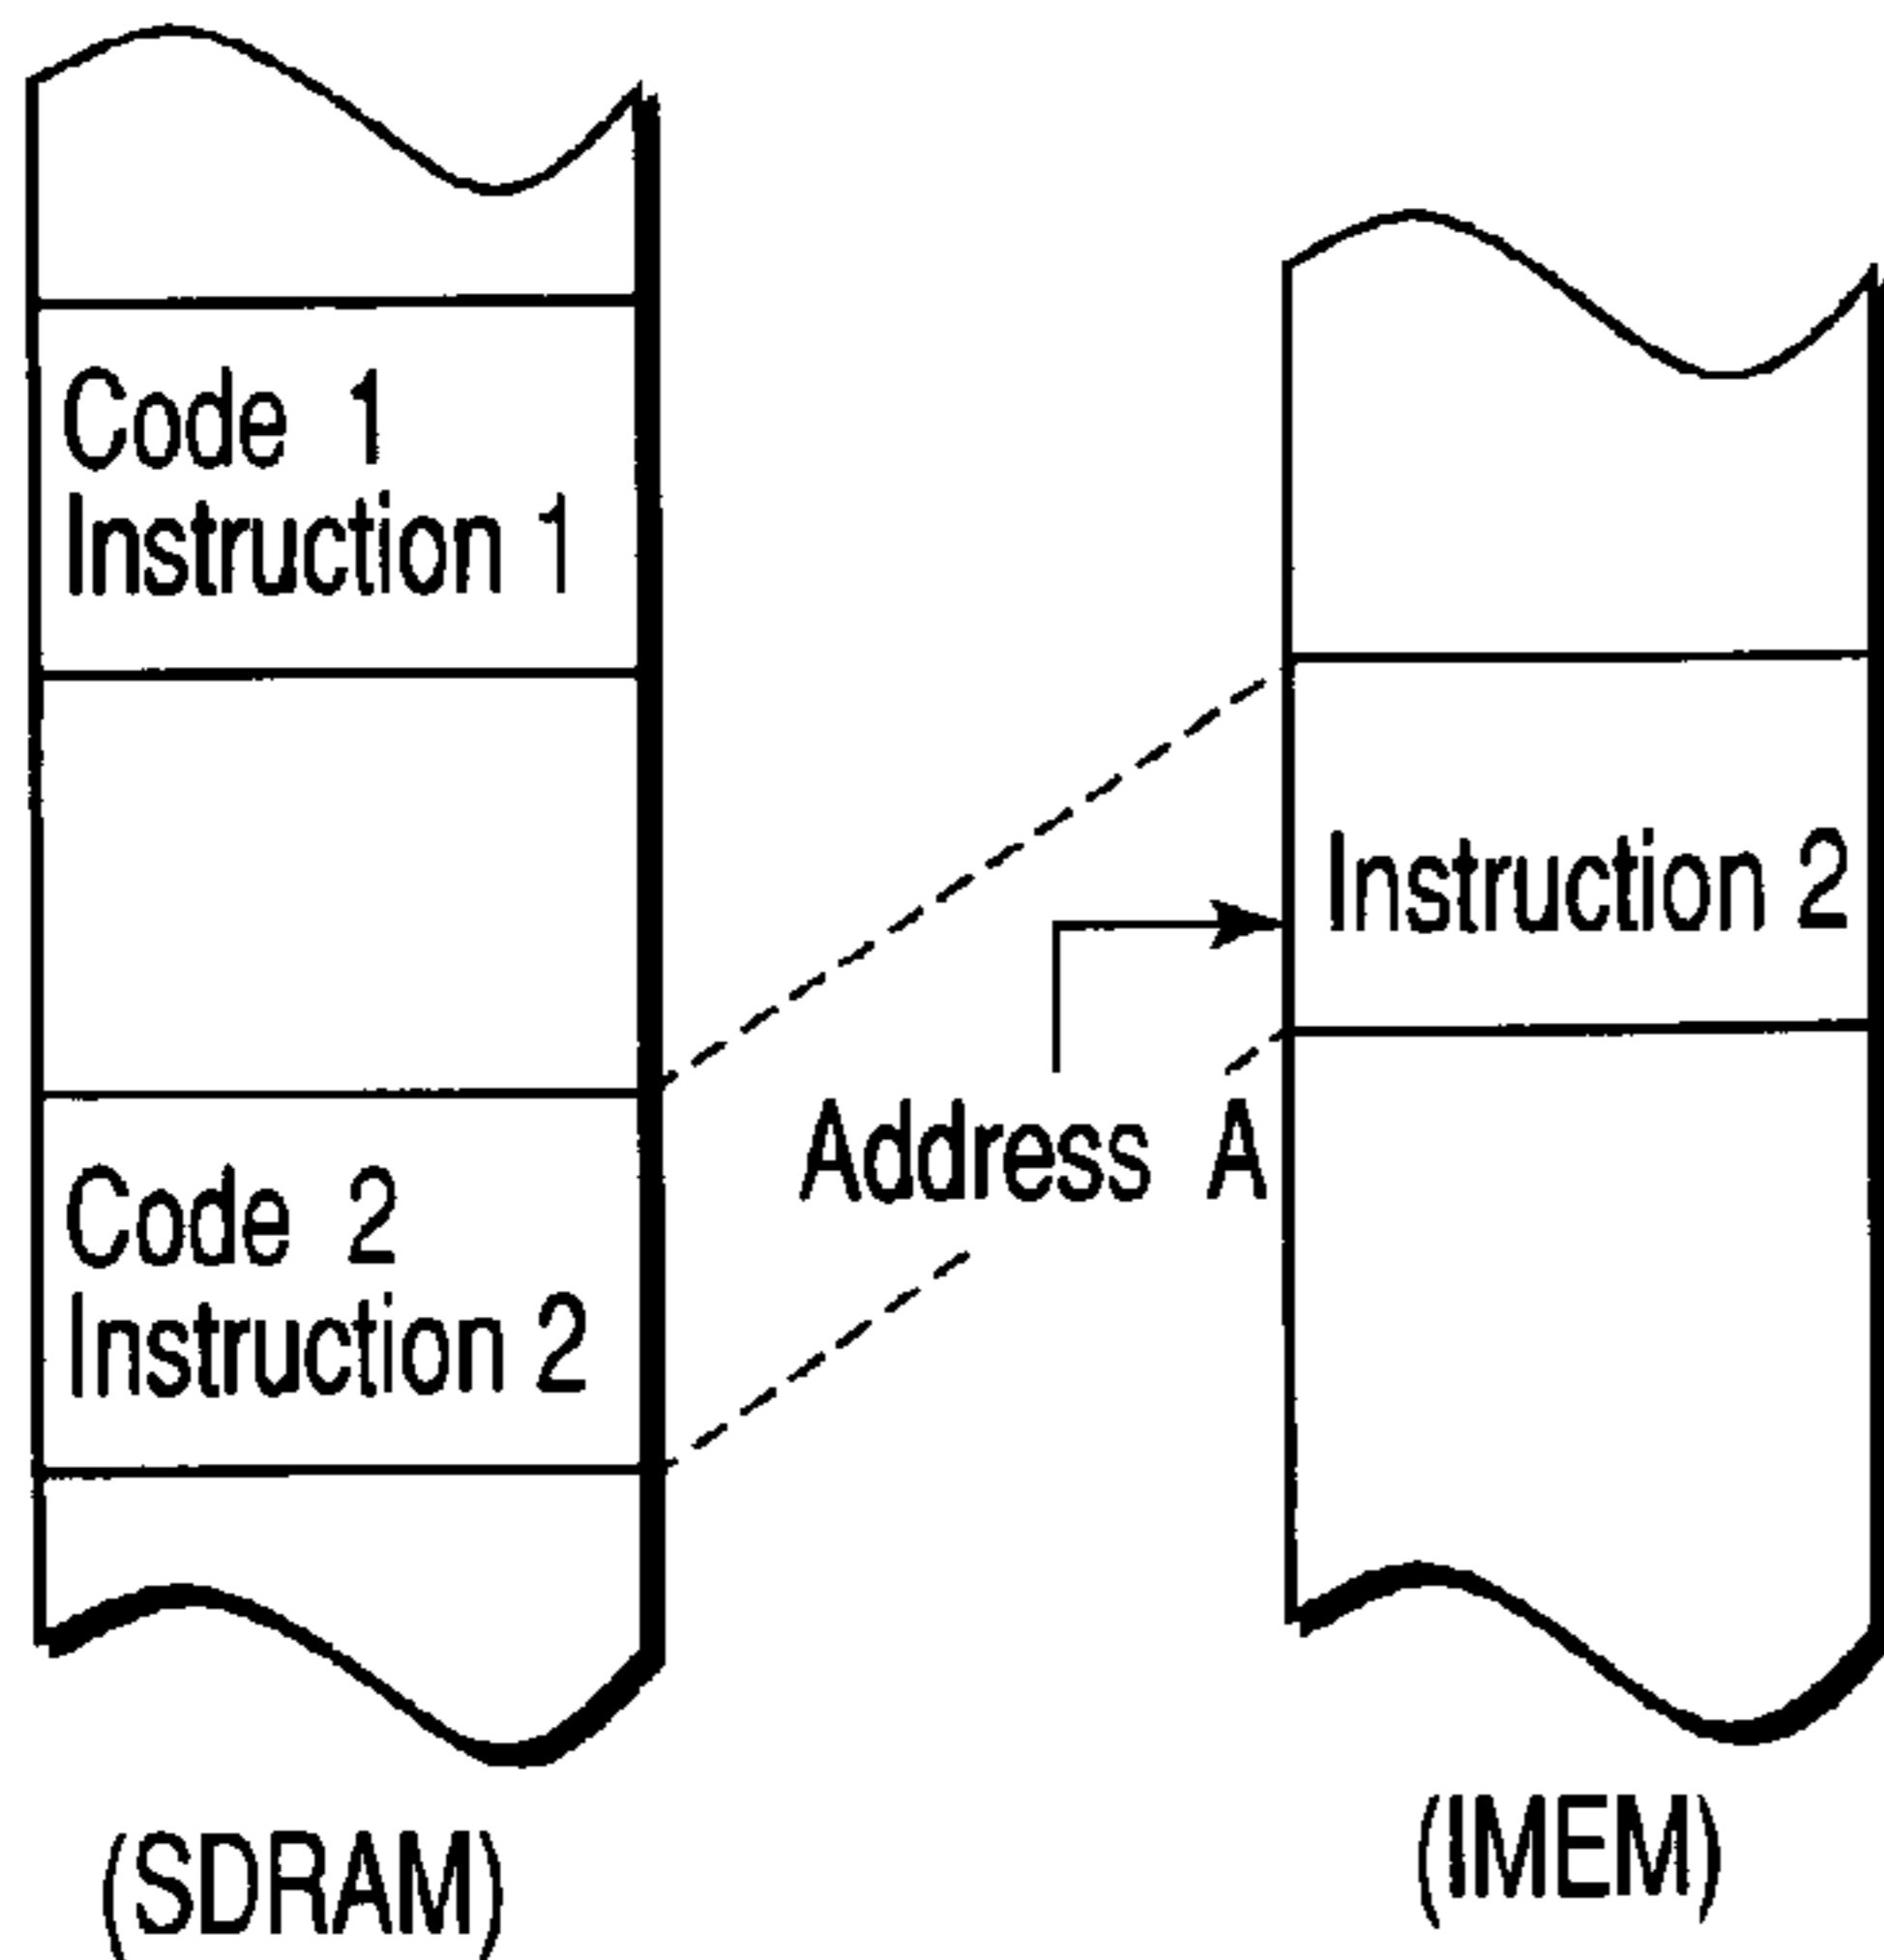 Code 1
Instruction 1
Instruction 2
Address A
Code 2
Instruction 2
(SDRAM)
(IMEM)